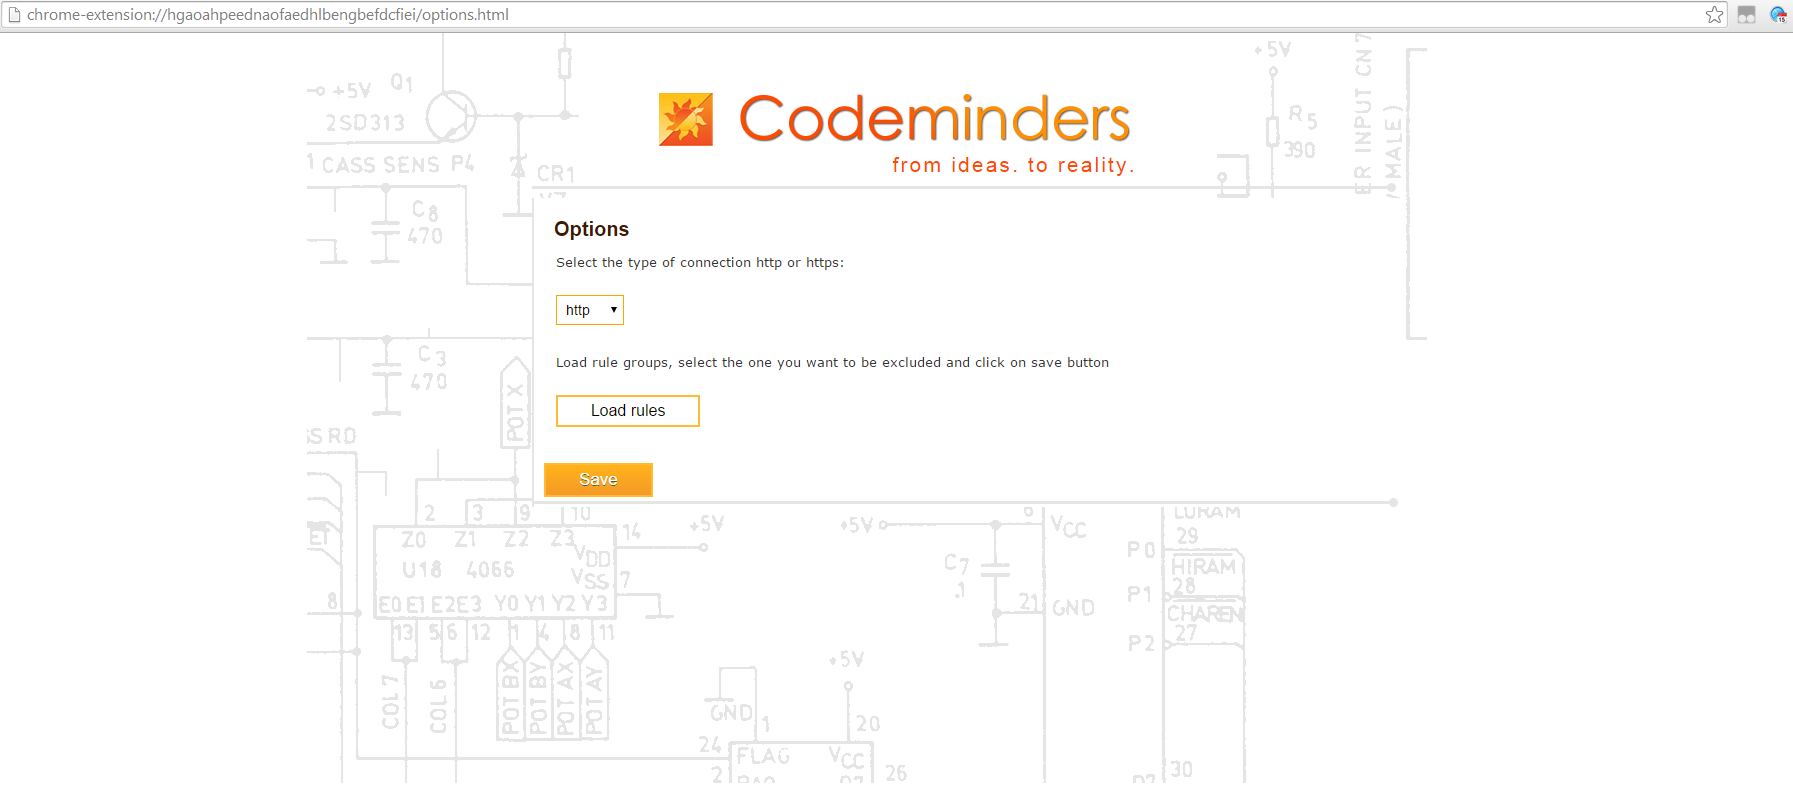 chrome-extension://hgaoahpeednaofaedhlbengbefdcfiei/options.html
15
Codeminders
from ideas. to reality.
Options
Select the type of connection http or https:
http
Load rule groups, select the one you want to be excluded and click on save button
Load rules
Save
+5V
Q1
2SD313
1 CASS SENS P4
CR1
C8
470
C3
470
POT X
SS RD
+5V
R5
390
ER INPUT CN7
(MALE)
2
3
9
10
14
+5V
Z0
Z1
Z2
Z3
VDD
U18 4066
VSS
7
8
E0 E1 E2 E3 Y0 Y1 Y2 Y3
13
5
6
12
1
4
8
11
COL 7
COL 6
POT BX
POT BY
POT AX
POT AY
+5V
VCC
C7
.1
21
GND
LURAM
P0
29
HIRAM
P1
28
CHAREN
P2
27
+5V
GND
1
20
24
FLAG
VCC
2
26
30